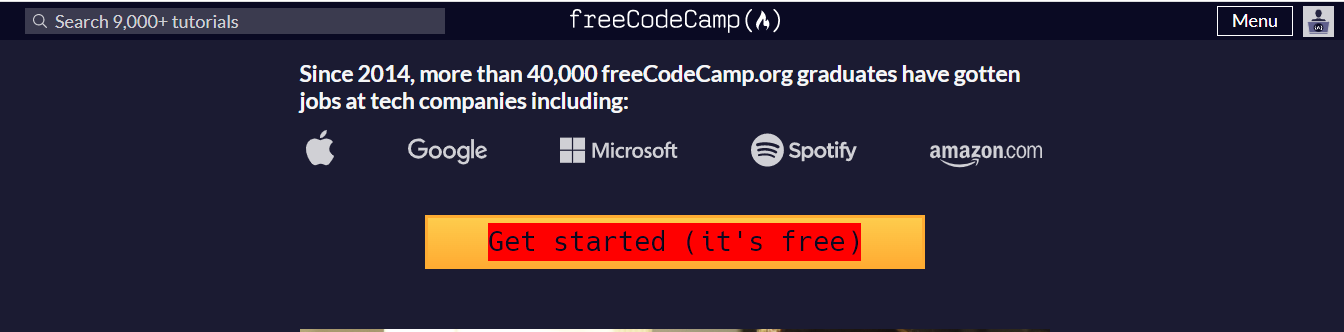 Search 9,000+ tutorials
freeCodeCamp(🔥)
Menu
Since 2014, more than 40,000 freeCodeCamp.org graduates have gotten
jobs at tech companies including:
Google
Microsoft
Spotify
amazon.com
Get started (it's free)